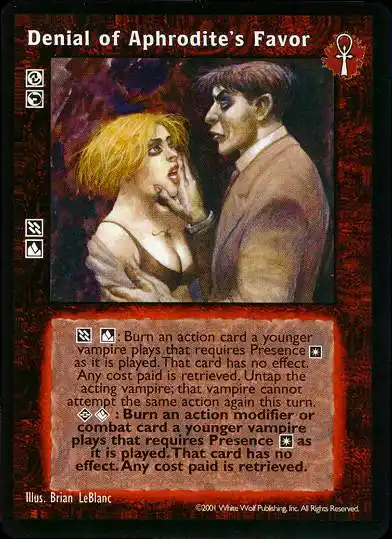 Denial of Aphrodite's Favor
: Burn an action card a younger
vampire plays that requires Presence
as it is played. That card has no effect.
Any cost paid is retrieved. Untap the
acting vampire; that vampire cannot
attempt the same action again this turn.
: Burn an action modifier or
combat card a younger vampire
plays that requires Presence as
it is played. That card has no
effect. Any cost paid is retrieved.
Illus. Brian LeBlanc
©2001 White Wolf Publishing, Inc. All Rights Reserved.